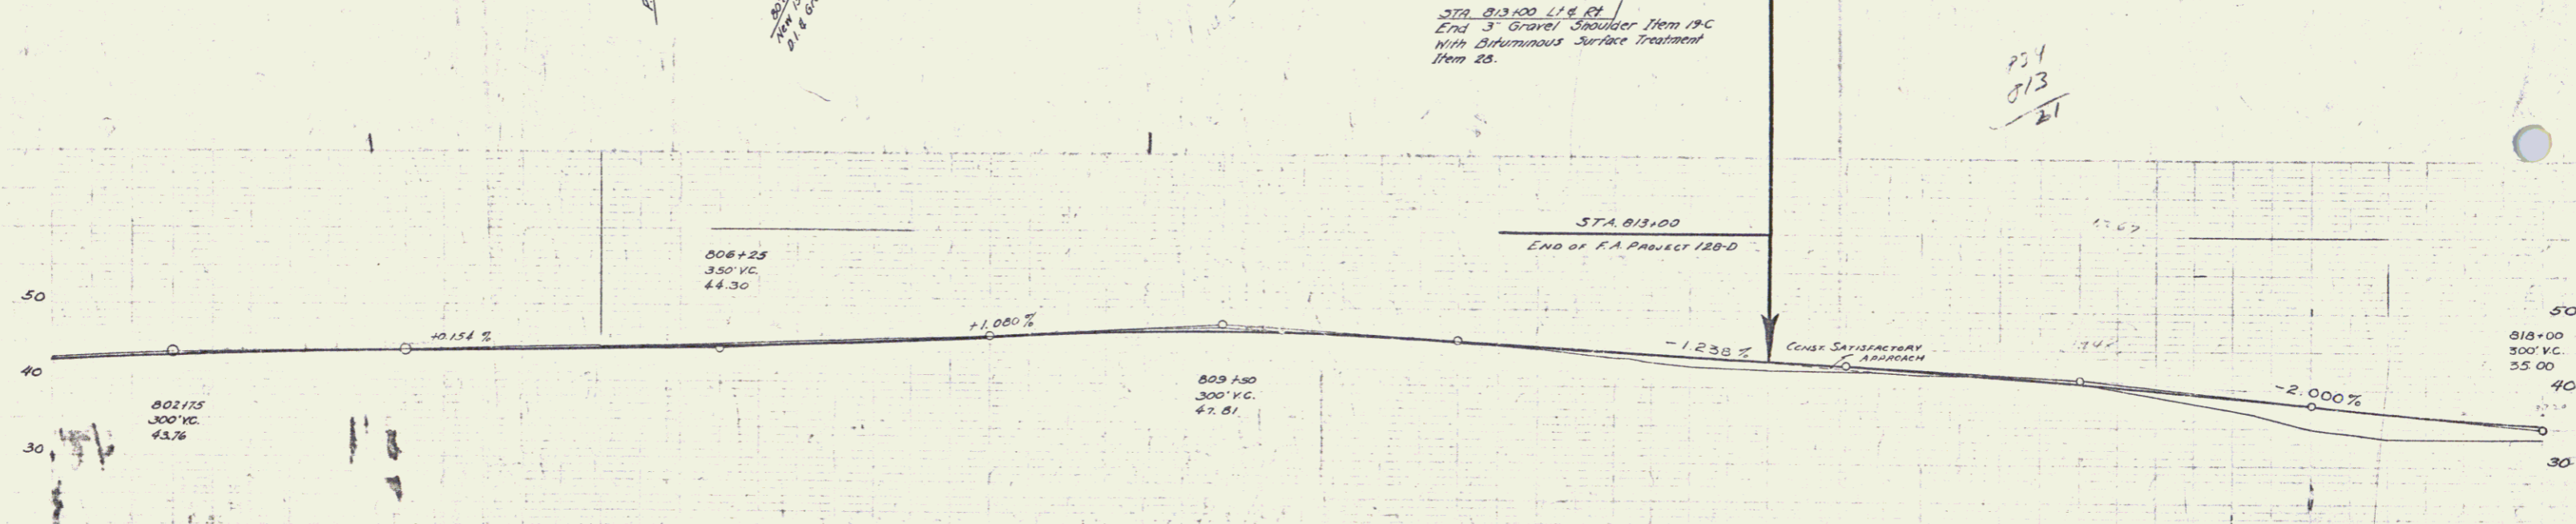 STA. 813+00 Lt & Rt
End 3" Gravel Shoulder Item 19-C
With Bituminous Surface Treatment
Item 28.
813
21
STA. 813+00
END OF F.A. PROJECT 128-D
806+25
350' V.C.
44.30
50
50
+0.154 %
+1.080 %
-1.238 %
CONST. SATISFACTORY
APPROACH
818+00
300' V.C.
35.00
40
40
-2.000 %
802+75
300' V.C.
43.76
809+50
300' V.C.
47.81
30
30